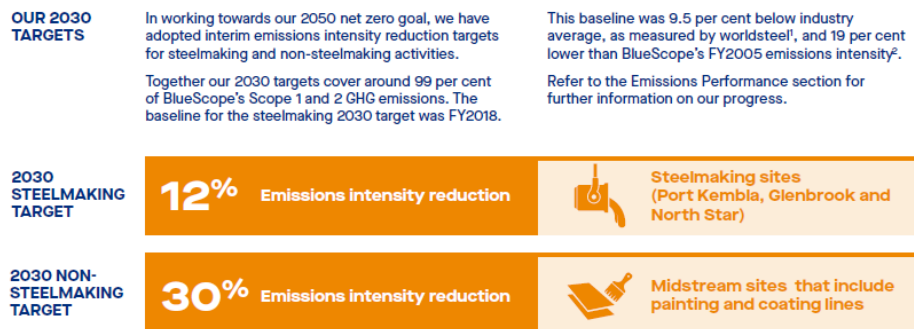 OUR 2030
TARGETS
In working towards our 2050 net zero goal, we have
adopted interim emissions intensity reduction targets
for steelmaking and non-steelmaking activities.
Together our 2030 targets cover around 99 per cent
of BlueScope's Scope 1 and 2 GHG emissions. The
baseline for the steelmaking 2030 target was FY2018.
This baseline was 9.5 per cent below industry
average, as measured by worldsteel¹, and 19 per cent
lower than BlueScope's FY2005 emissions intensity².
Refer to the Emissions Performance section for
further information on our progress.
2030
STEELMAKING
TARGET
12% Emissions intensity reduction
Steelmaking sites
(Port Kembla, Glenbrook and
North Star)
2030 NON-
STEELMAKING
TARGET
30% Emissions intensity reduction
Midstream sites that include
painting and coating lines